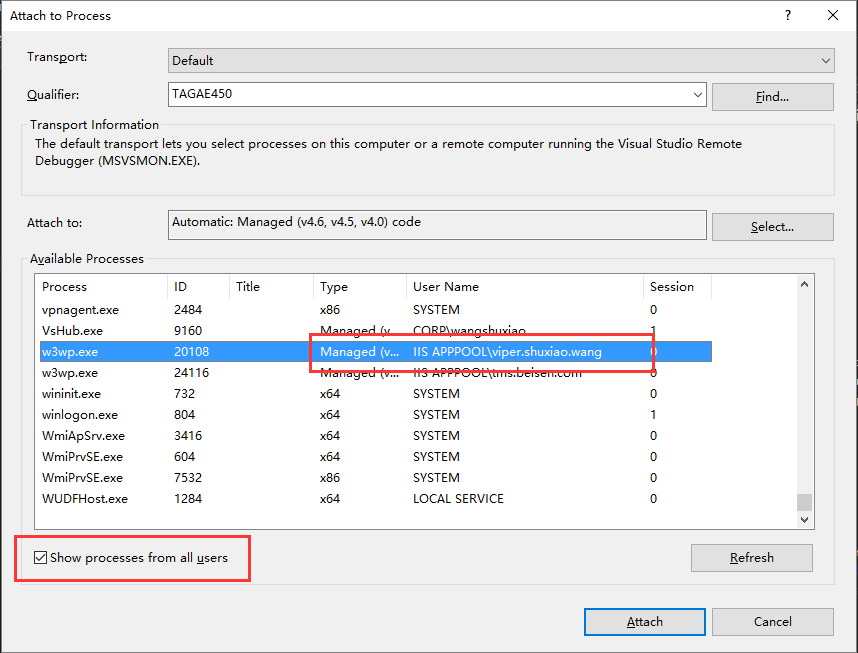 Attach to Process
Transport:
Default
Qualifier:
TAGAE450
Find...
Transport Information
The default transport lets you select processes on this computer or a remote computer running the Visual Studio Remote
Debugger (MSVSMON.EXE).
Attach to:
Automatic: Managed (v4.6, v4.5, v4.0) code
Select...
Available Processes
Process ID Title Type User Name Session
vpnagent.exe 2484 x86 SYSTEM 0
VsHub.exe 9160 Managed (v... CORP\wangshuxiao 1
w3wp.exe 20108 Managed (v... IIS APPPOOL\viper.shuxiao.wang 0
w3wp.exe 24116 Managed (v... IIS APPPOOL\tms.beisen.com 0
wininit.exe 732 x64 SYSTEM 0
winlogon.exe 804 x64 SYSTEM 1
WmiApSrv.exe 3416 x64 SYSTEM 0
WmiPrvSE.exe 604 x64 SYSTEM 0
WmiPrvSE.exe 7532 x86 SYSTEM 0
WUDFHost.exe 1284 x64 LOCAL SERVICE 0
Show processes from all users
Refresh
Attach
Cancel